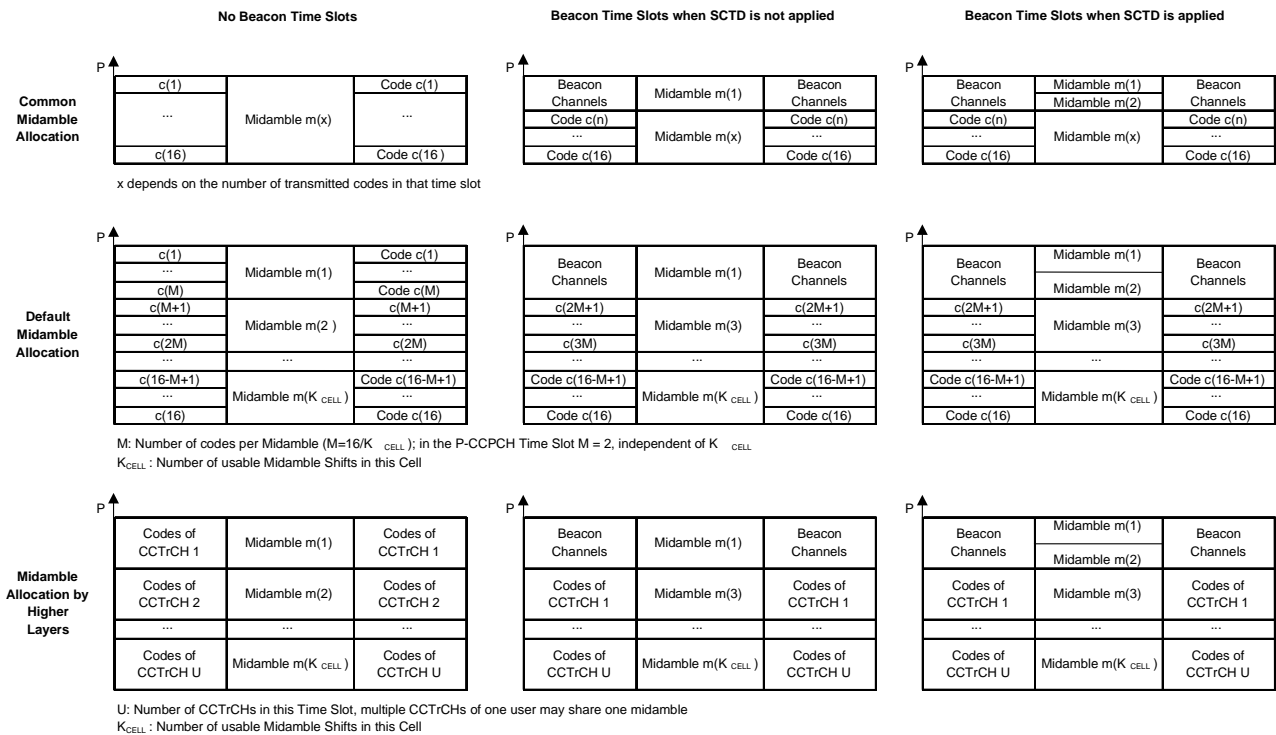 No Beacon Time Slots
Beacon Time Slots when SCTD is not applied
Beacon Time Slots when SCTD is applied
Common
Midamble
Allocation
P
c(1)
...
c(16)
Midamble m(x)
Code c(1)
...
Code c(16 )
P
Beacon
Channels
Code c(n)
...
Code c(16)
Midamble m(1)
Midamble m(x)
Beacon
Channels
Code c(n)
...
Code c(16)
P
Beacon
Channels
Code c(n)
...
Code c(16)
Midamble m(1)
Midamble m(2)
Midamble m(x)
Beacon
Channels
Code c(n)
...
Code c(16)
x depends on the number of transmitted codes in that time slot
Default
Midamble
Allocation
P
c(1)
...
c(M)
c(M+1)
...
c(2M)
...
c(16-M+1)
...
c(16)
Midamble m(1)
Midamble m(2 )
...
Midamble m(K CELL )
Code c(1)
...
Code c(M)
c(M+1)
...
c(2M)
...
Code c(16-M+1)
...
Code c(16)
P
Beacon
Channels
c(2M+1)
...
c(3M)
...
Code c(16-M+1)
...
Code c(16)
Midamble m(1)
Midamble m(3)
...
Midamble m(K CELL )
Beacon
Channels
c(2M+1)
...
c(3M)
...
Code c(16-M+1)
...
Code c(16)
P
Beacon
Channels
c(2M+1)
...
c(3M)
...
Code c(16-M+1)
...
Code c(16)
Midamble m(1)
Midamble m(2)
Midamble m(3)
...
Midamble m(K CELL )
Beacon
Channels
c(2M+1)
...
c(3M)
...
Code c(16-M+1)
...
Code c(16)
M: Number of codes per Midamble (M=16/K CELL ); in the P-CCPCH Time Slot M = 2, independent of K CELL
KCELL : Number of usable Midamble Shifts in this Cell
Midamble
Allocation by
Higher
Layers
P
Codes of
CCTrCH 1
Codes of
CCTrCH 2
...
Codes of
CCTrCH U
Midamble m(1)
Midamble m(2)
...
Midamble m(K CELL )
Codes of
CCTrCH 1
Codes of
CCTrCH 2
...
Codes of
CCTrCH U
P
Beacon
Channels
Codes of
CCTrCH 1
...
Codes of
CCTrCH U
Midamble m(1)
Midamble m(3)
...
Midamble m(K CELL )
Beacon
Channels
Codes of
CCTrCH 1
...
Codes of
CCTrCH U
P
Beacon
Channels
Codes of
CCTrCH 1
...
Codes of
CCTrCH U
Midamble m(1)
Midamble m(2)
Midamble m(3)
...
Midamble m(K CELL )
Beacon
Channels
Codes of
CCTrCH 1
...
Codes of
CCTrCH U
U: Number of CCTrCHs in this Time Slot, multiple CCTrCHs of one user may share one midamble
KCELL : Number of usable Midamble Shifts in this Cell